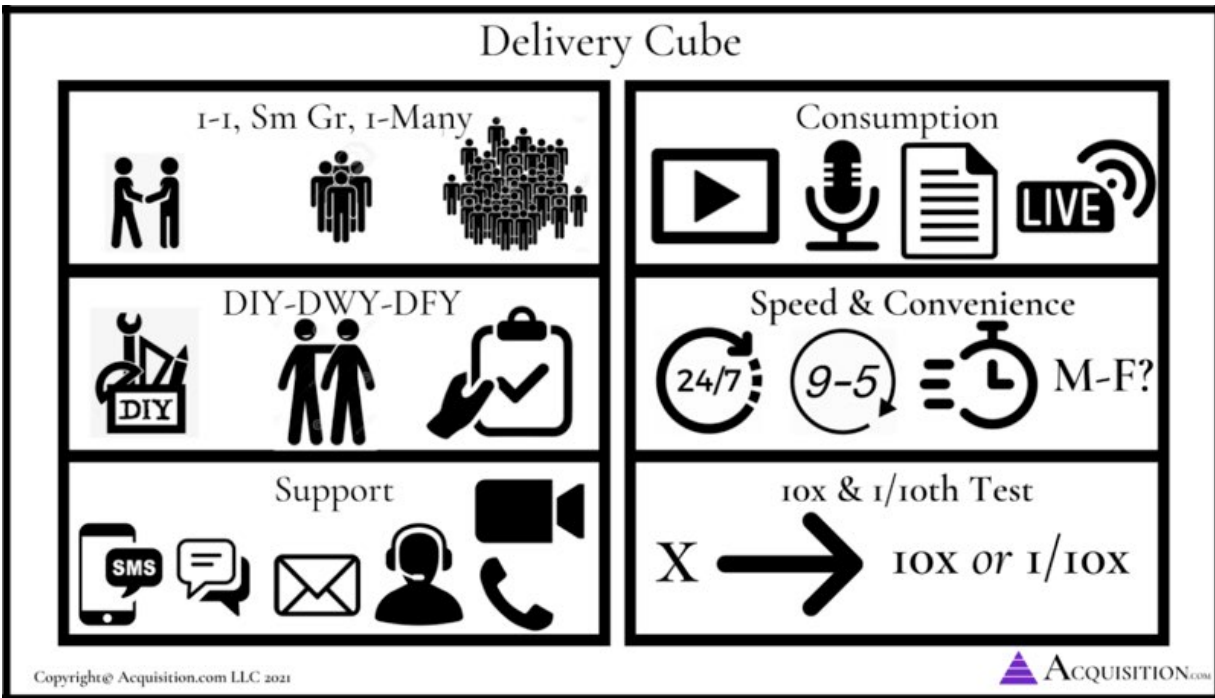 Delivery Cube
1-1, Sm Gr, 1-Many
DIY-DWY-DFY
DIY
Support
SMS
Consumption
LIVE
Speed & Convenience
24/7
9-5
M-F?
10x & 1/10th Test
X
10x or 1/10x
Copyright© Acquisition.com LLC 2021
ACQUISITION.COM